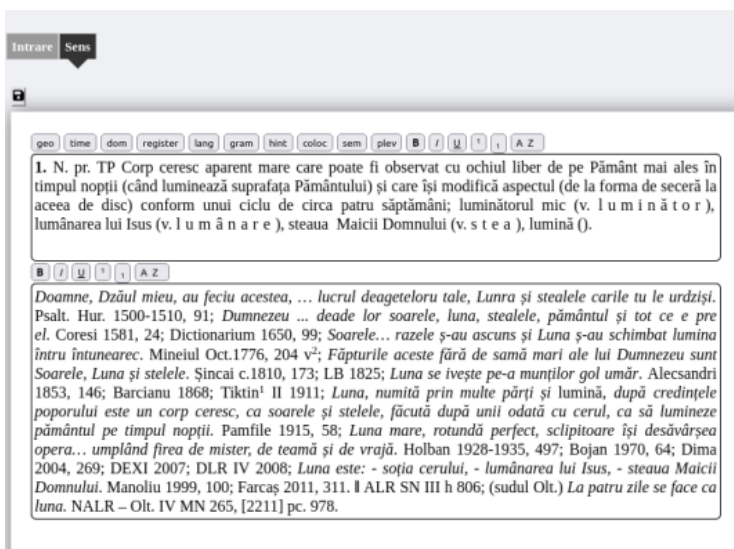 Intrare Sens
geo time dom register lang gram hint coloc sem plev B I U ¹ ₁ A Z
1. N. pr. TP Corp ceresc aparent mare care poate fi observat cu ochiul liber de pe Pământ mai ales în
timpul nopții (când luminează suprafața Pământului) și care își modifică aspectul (de la forma de seceră la
aceea de disc) conform unui ciclu de circa patru săptămâni; luminătorul mic (v. l u m i n ă t o r ),
lumânarea lui Isus (v. l u m â n a r e ), steaua Maicii Domnului (v. s t e a ), lumină ().
B I U ¹ ₁ A Z
Doamne, Dzăul mieu, au feciu acestea, … lucrul deageteloru tale, Lunra și stealele carile tu le urdziși.
Psalt. Hur. 1500-1510, 91; Dumnezeu ... deade lor soarele, luna, stealele, pământul și tot ce e pre
el. Coresi 1581, 24; Dictionarium 1650, 99; Soarele… razele ș-au ascuns și Luna ș-au schimbat lumina
întru întunearec. Mineiul Oct.1776, 204 v²; Făpturile aceste fără de samă mari ale lui Dumnezeu sunt
Soarele, Luna și stelele. Șincai c.1810, 173; LB 1825; Luna se ivește pe-a munților gol umăr. Alecsandri
1853, 146; Barcianu 1868; Tiktin¹ II 1911; Luna, numită prin multe părți și lumină, după credințele
poporului este un corp ceresc, ca soarele și stelele, făcută după unii odată cu cerul, ca să lumineze
pământul pe timpul nopții. Pamfile 1915, 58; Luna mare, rotundă perfect, sclipitoare își desăvârșea
opera… umplând firea de mister, de teamă și de vrajă. Holban 1928-1935, 497; Bojan 1970, 64; Dima
2004, 269; DEXI 2007; DLR IV 2008; Luna este: - soția cerului, - lumânarea lui Isus, - steaua Maicii
Domnului. Manoliu 1999, 100; Farcaș 2011, 311. ‖ ALR SN III h 806; (sudul Olt.) La patru zile se face ca
luna. NALR – Olt. IV MN 265, [2211] pc. 978.